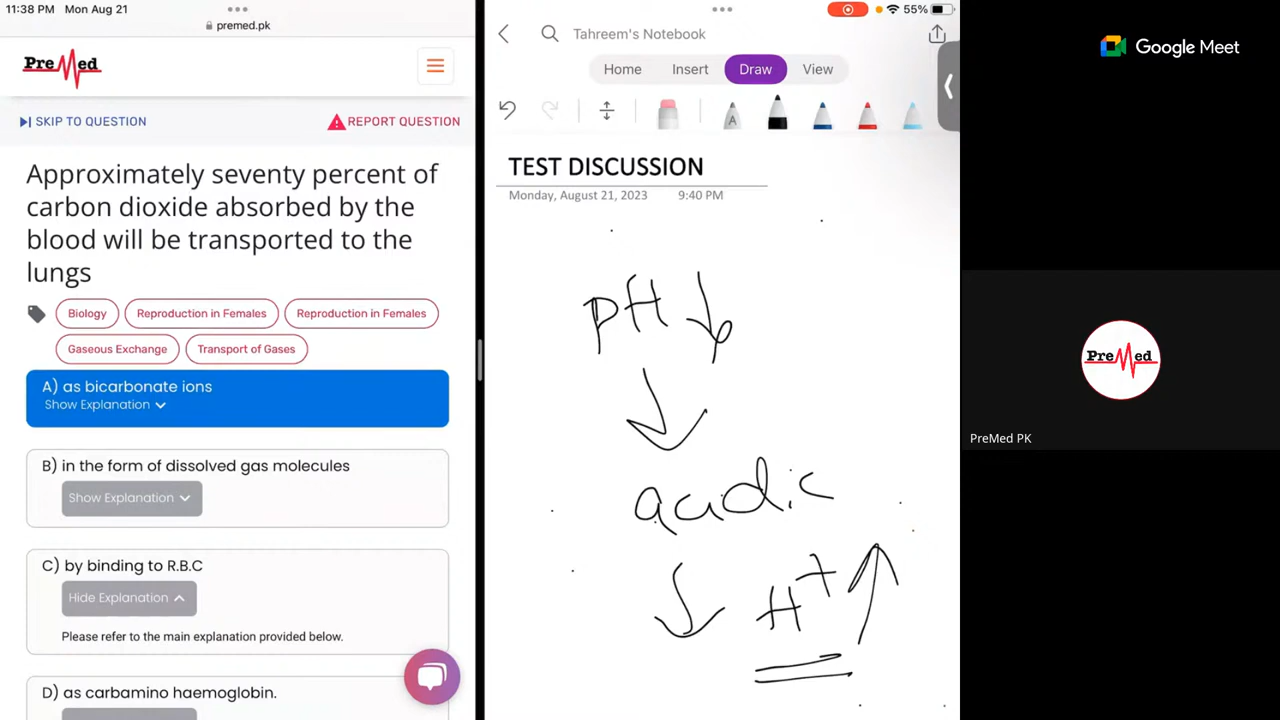 11:38 PM Mon Aug 21
premed.pk
PreMed
SKIP TO QUESTION
REPORT QUESTION
Approximately seventy percent of
carbon dioxide absorbed by the
blood will be transported to the
lungs
Biology
Reproduction in Females
Reproduction in Females
Gaseous Exchange
Transport of Gases
A) as bicarbonate ions
Show Explanation
B) in the form of dissolved gas molecules
Show Explanation
C) by binding to R.B.C
Hide Explanation
Please refer to the main explanation provided below.
D) as carbamino haemoglobin.
55%
Tahreem's Notebook
Home Insert Draw View
A
TEST DISCUSSION
Monday, August 21, 2023 9:40 PM
pH ↓
↓
acidic
↓ H+ ↑
Google Meet
PreMed
PreMed PK